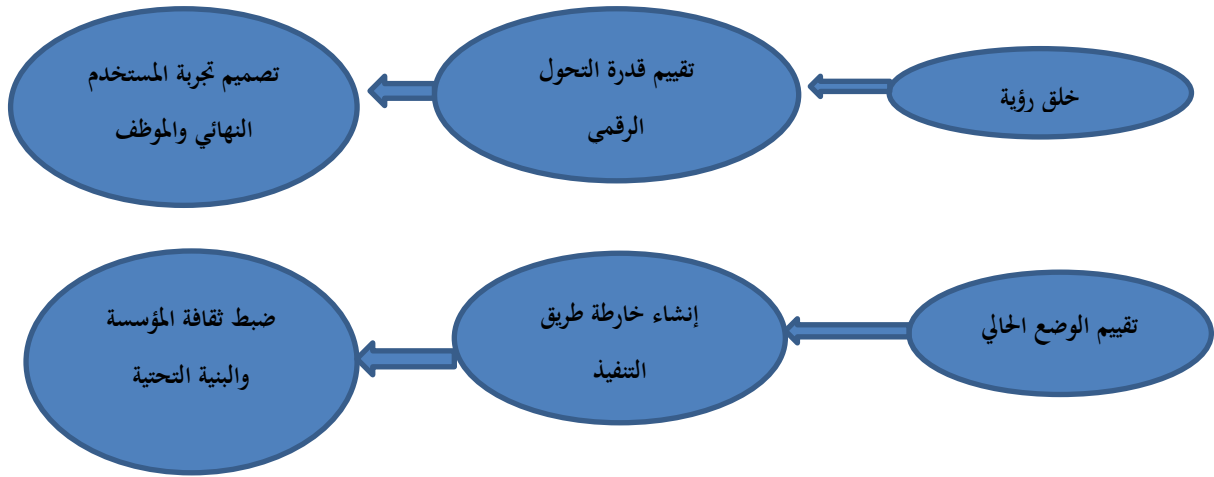 خلق رؤية
تقييم قدرة التحول
الرقمي
تصميم تجربة المستخدم
النهائي والموظف
تقييم الوضع الحالي
إنشاء خارطة طريق
التنفيذ
ضبط ثقافة المؤسسة
والبنية التحتية